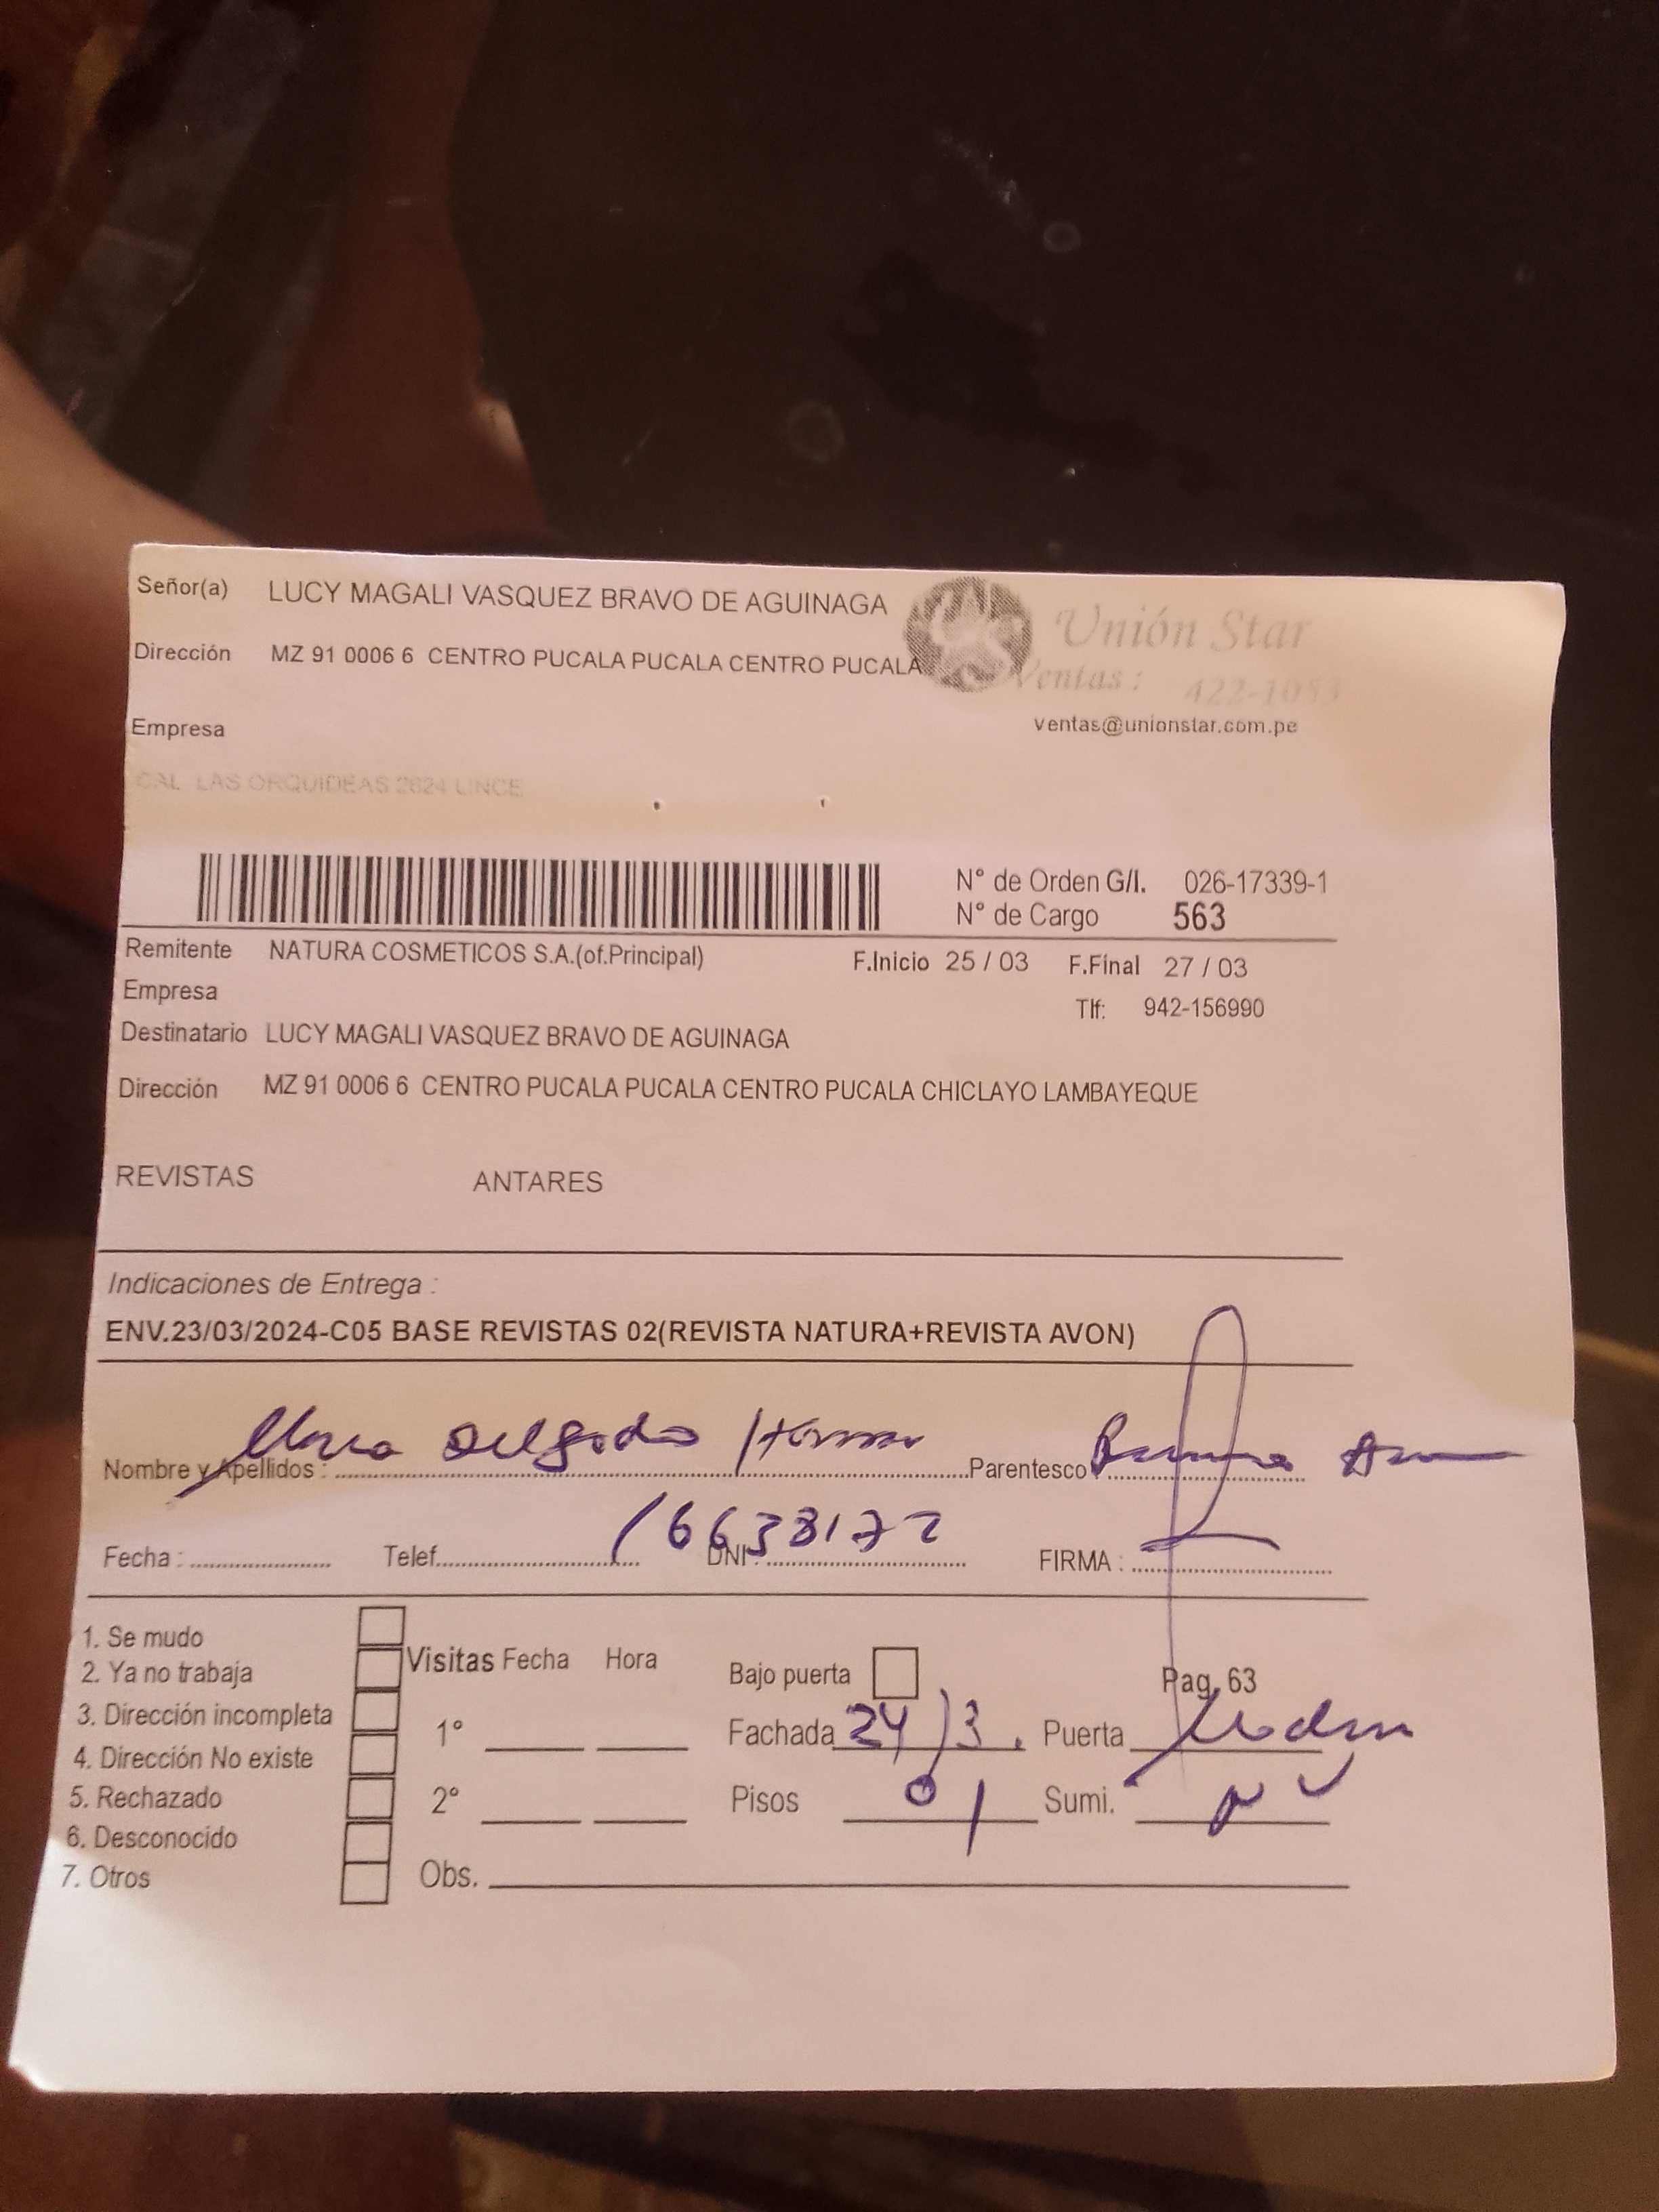 Señor(a) LUCY MAGALI VASQUEZ BRAVO DE AGUINAGA
Unión Star
Dirección MZ 91 0006 6 CENTRO PUCALA PUCALA CENTRO PUCALA
Ventas: 422-1053
Empresa
ventas@unionstar.com.pe
CAL LAS ORQUIDEAS 2624 LINCE
N° de Orden G/I. 026-17339-1
N° de Cargo 563
Remitente NATURA COSMETICOS S.A.(of.Principal) F.Inicio 25 / 03 F.Final 27 / 03
Empresa
Tlf: 942-156990
Destinatario LUCY MAGALI VASQUEZ BRAVO DE AGUINAGA
Dirección MZ 91 0006 6 CENTRO PUCALA PUCALA CENTRO PUCALA CHICLAYO LAMBAYEQUE
REVISTAS ANTARES
Indicaciones de Entrega :
ENV.23/03/2024-C05 BASE REVISTAS 02(REVISTA NATURA+REVISTA AVON)
Nombre y Apellidos : Delgado Parentesco
Fecha : Telef. DNI : 16638172 FIRMA :
1. Se mudo
2. Ya no trabaja
3. Dirección incompleta
4. Dirección No existe
5. Rechazado
6. Desconocido
7. Otros
Visitas Fecha Hora
1°
2°
Obs.
Bajo puerta
Pag. 63
Fachada 24/3. Puerta
Pisos 01 Sumi.